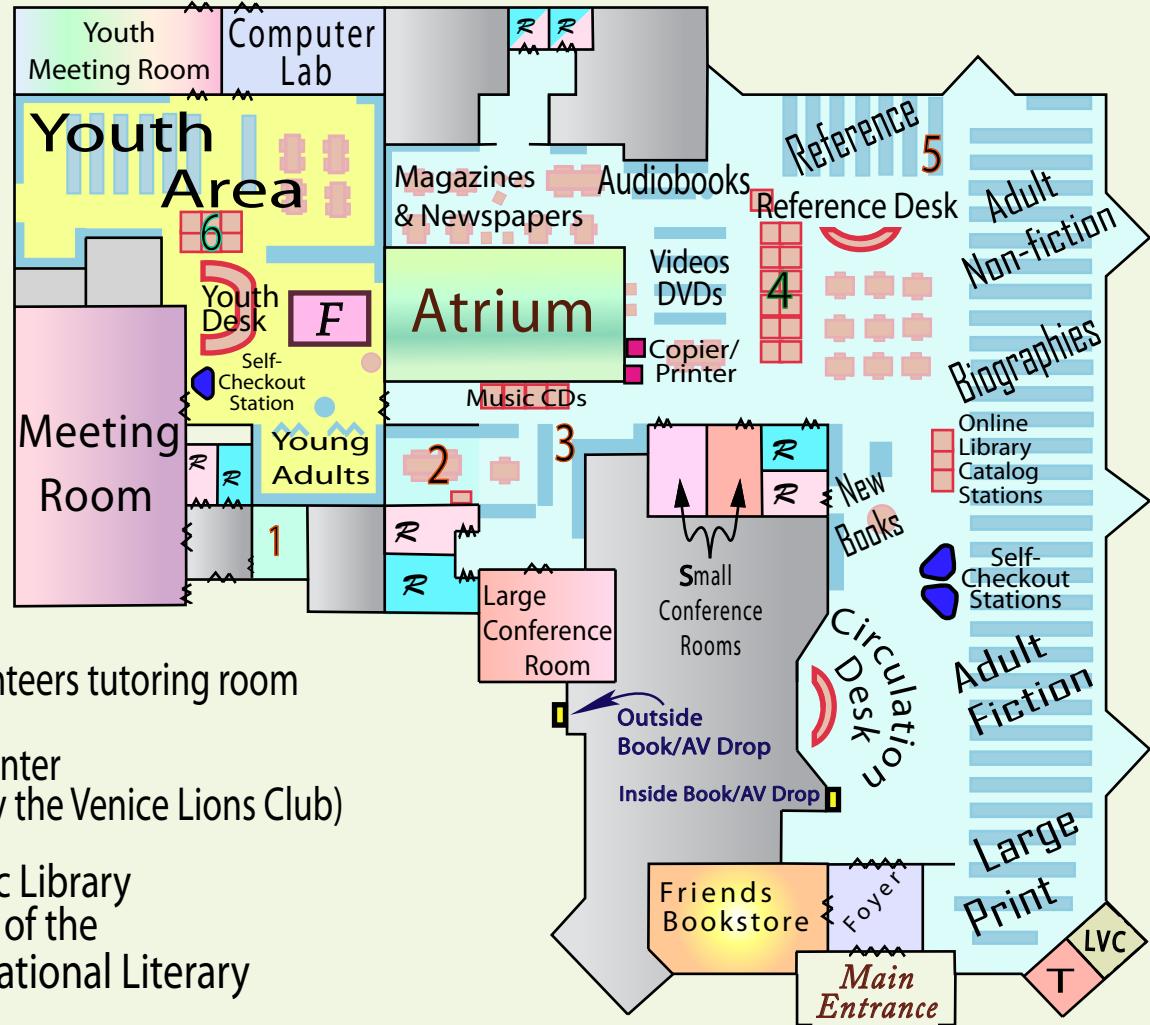 Youth
Meeting Room
Computer
Lab
R
R
Youth
Area
6
Youth
Desk
F
Self-
Checkout
Station
Young
Adults
Meeting
Room
R
R
1
Magazines
& Newspapers
Audiobooks
Atrium
Videos
DVDs
Copier/
Printer
Music CDs
2
3
R
R
Large
Conference
Room
Reference
5
Reference Desk
4
Adult
Non-fiction
Biographies
Online
Library
Catalog
Stations
R
R
New
Books
Small
Conference
Rooms
Self-
Checkout
Stations
Circulation
Desk
Adult
Fiction
Outside
Book/AV Drop
Inside Book/AV Drop
Large
Print
Friends
Bookstore
Foyer
Main
Entrance
LVC
T
nteers tutoring room
nter
y the Venice Lions Club)
c Library
of the
ational Literary